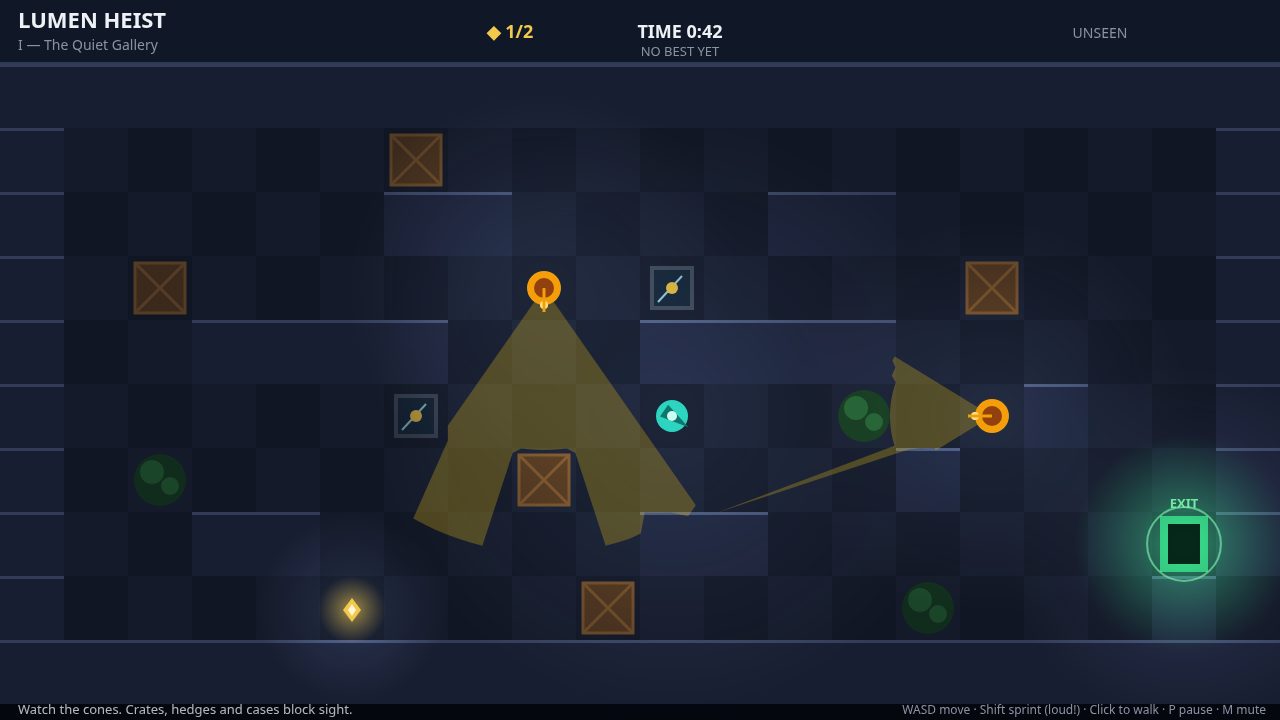 LUMEN HEIST
I — The Quiet Gallery
◆ 1/2
TIME 0:42
NO BEST YET
UNSEEN
EXIT
Watch the cones. Crates, hedges and cases block sight.
WASD move · Shift sprint (loud!) · Click to walk · P pause · M mute